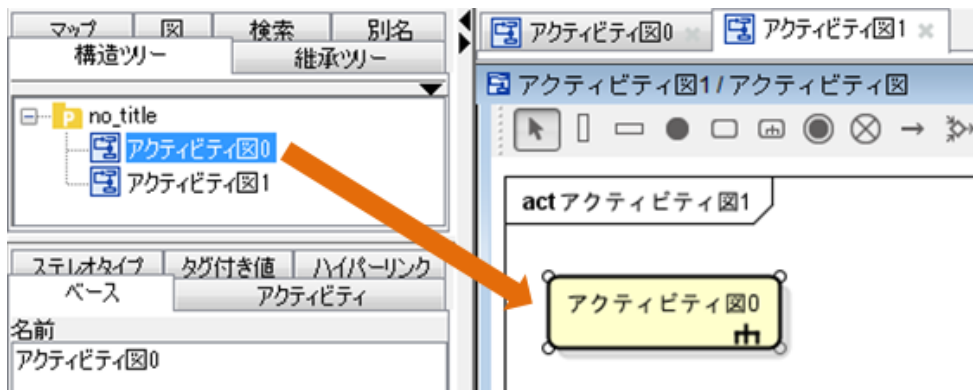 マップ 図 検索 別名
構造ツリー 継承ツリー
no_title
アクティビティ図0
アクティビティ図1
ステレオタイプ タグ付き値 ハイパーリンク
ベース アクティビティ
名前
アクティビティ図0
アクティビティ図0 アクティビティ図1
アクティビティ図1 / アクティビティ図
act アクティビティ図1
アクティビティ図0